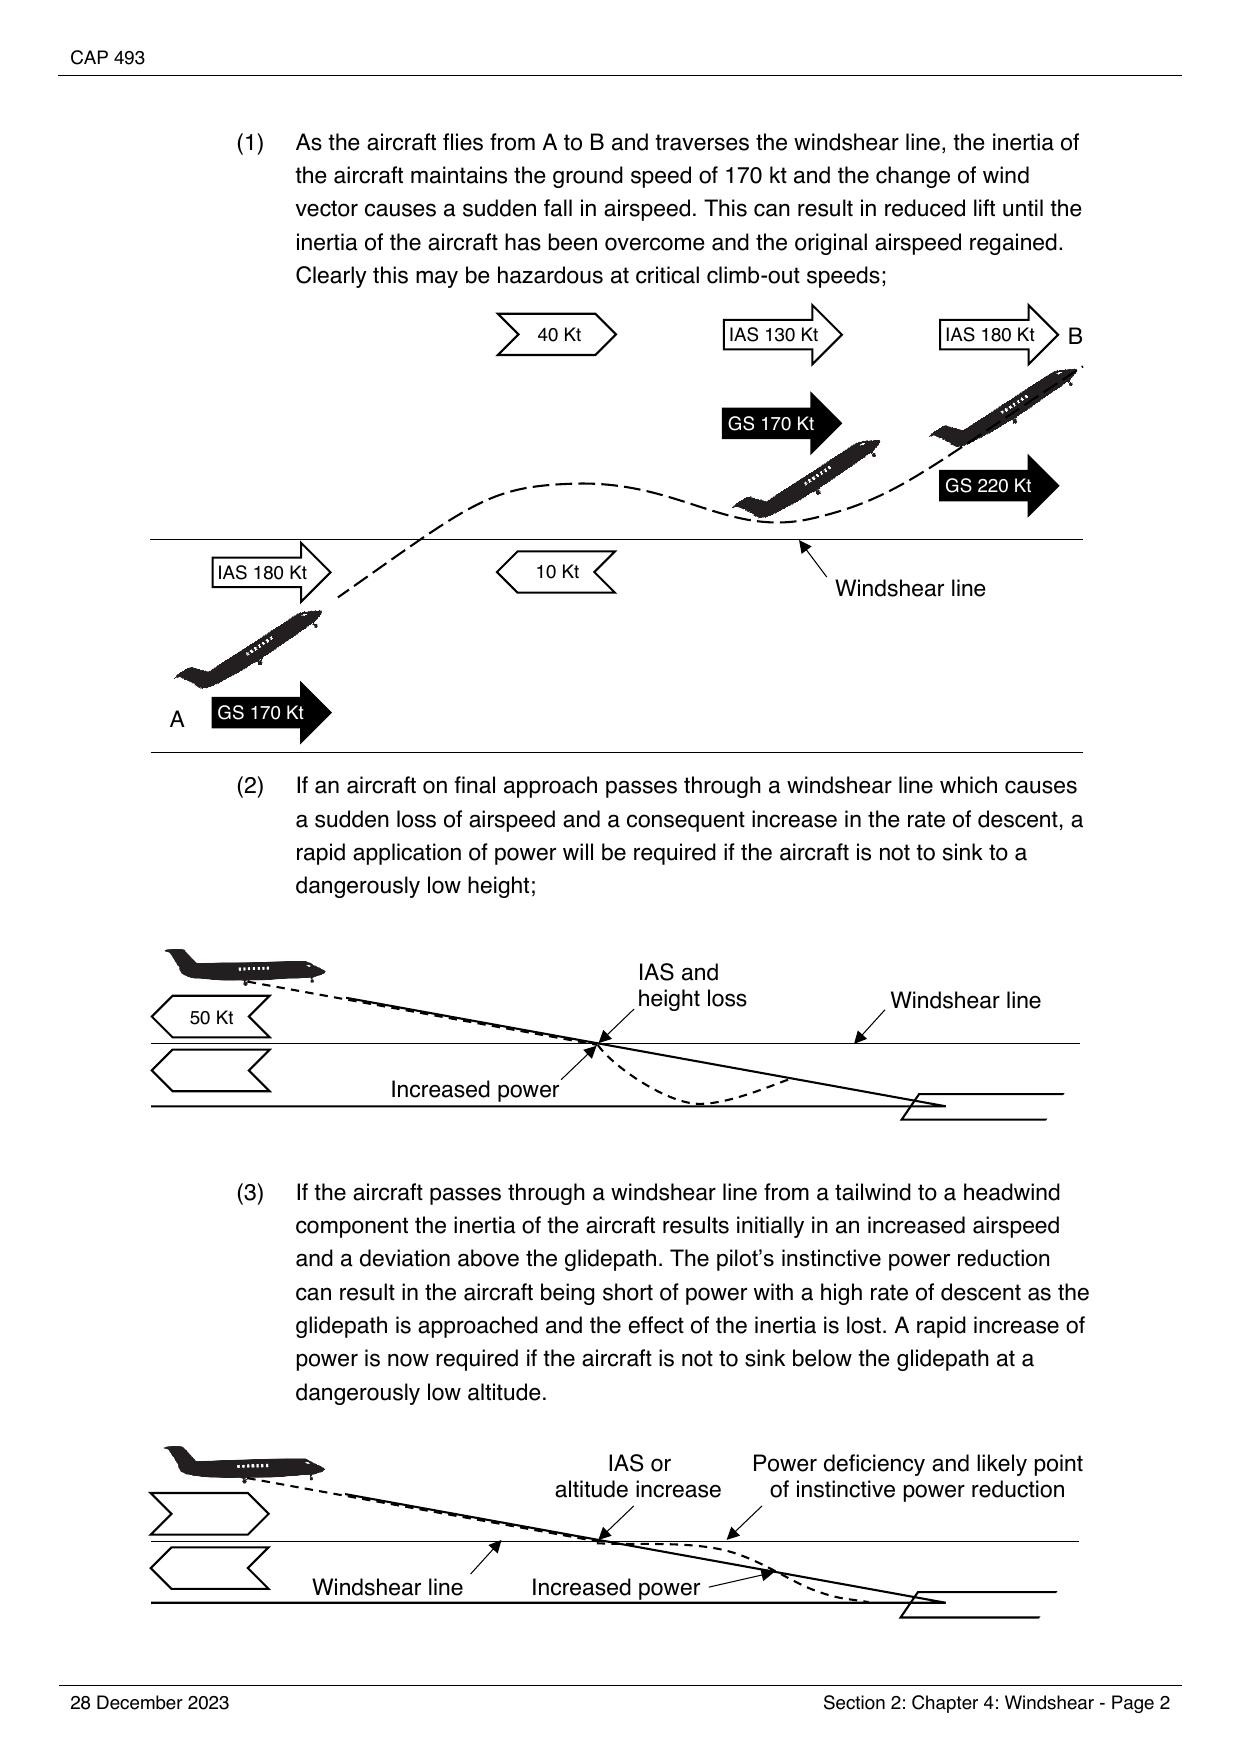 CAP 493
(1) As the aircraft flies from A to B and traverses the windshear line, the inertia of
the aircraft maintains the ground speed of 170 kt and the change of wind
vector causes a sudden fall in airspeed. This can result in reduced lift until the
inertia of the aircraft has been overcome and the original airspeed regained.
Clearly this may be hazardous at critical climb-out speeds;
40 Kt
IAS 130 Kt
IAS 180 Kt
B
GS 170 Kt
GS 220 Kt
IAS 180 Kt
10 Kt
Windshear line
A
GS 170 Kt
(2) If an aircraft on final approach passes through a windshear line which causes
a sudden loss of airspeed and a consequent increase in the rate of descent, a
rapid application of power will be required if the aircraft is not to sink to a
dangerously low height;
IAS and
height loss
Windshear line
50 Kt
Increased power
(3) If the aircraft passes through a windshear line from a tailwind to a headwind
component the inertia of the aircraft results initially in an increased airspeed
and a deviation above the glidepath. The pilot’s instinctive power reduction
can result in the aircraft being short of power with a high rate of descent as the
glidepath is approached and the effect of the inertia is lost. A rapid increase of
power is now required if the aircraft is not to sink below the glidepath at a
dangerously low altitude.
IAS or
altitude increase
Power deficiency and likely point
of instinctive power reduction
Windshear line
Increased power
28 December 2023
Section 2: Chapter 4: Windshear - Page 2